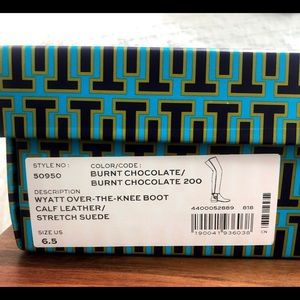 STYLE NO :
COLOR/CODE :
50950
BURNT CHOCOLATE/
BURNT CHOCOLATE 200
DESCRIPTION
WYATT OVER-THE-KNEE BOOT
CALF LEATHER/
STRETCH SUEDE
4400052889 818
SIZE US
6.5
190041936038